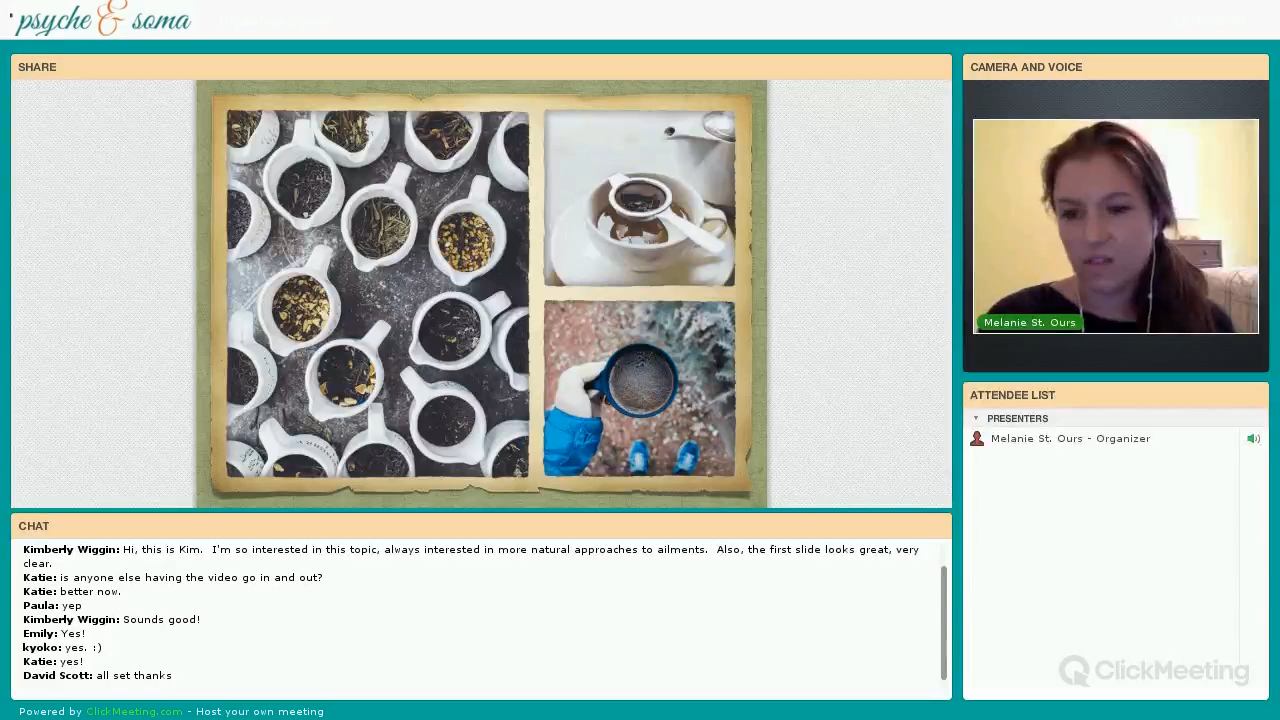 psyche & soma
SHARE
CAMERA AND VOICE
Melanie St. Ours
ATTENDEE LIST
PRESENTERS
Melanie St. Ours - Organizer
CHAT
Kimberly Wiggin: Hi, this is Kim. I'm so interested in this topic, always interested in more natural approaches to ailments. Also, the first slide looks great, very
clear.
Katie: is anyone else having the video go in and out?
Katie: better now.
Paula: yep
Kimberly Wiggin: Sounds good!
Emily: Yes!
kyoko: yes. :)
Katie: yes!
David Scott: all set thanks
ClickMeeting
Powered by ClickMeeting.com - Host your own meeting